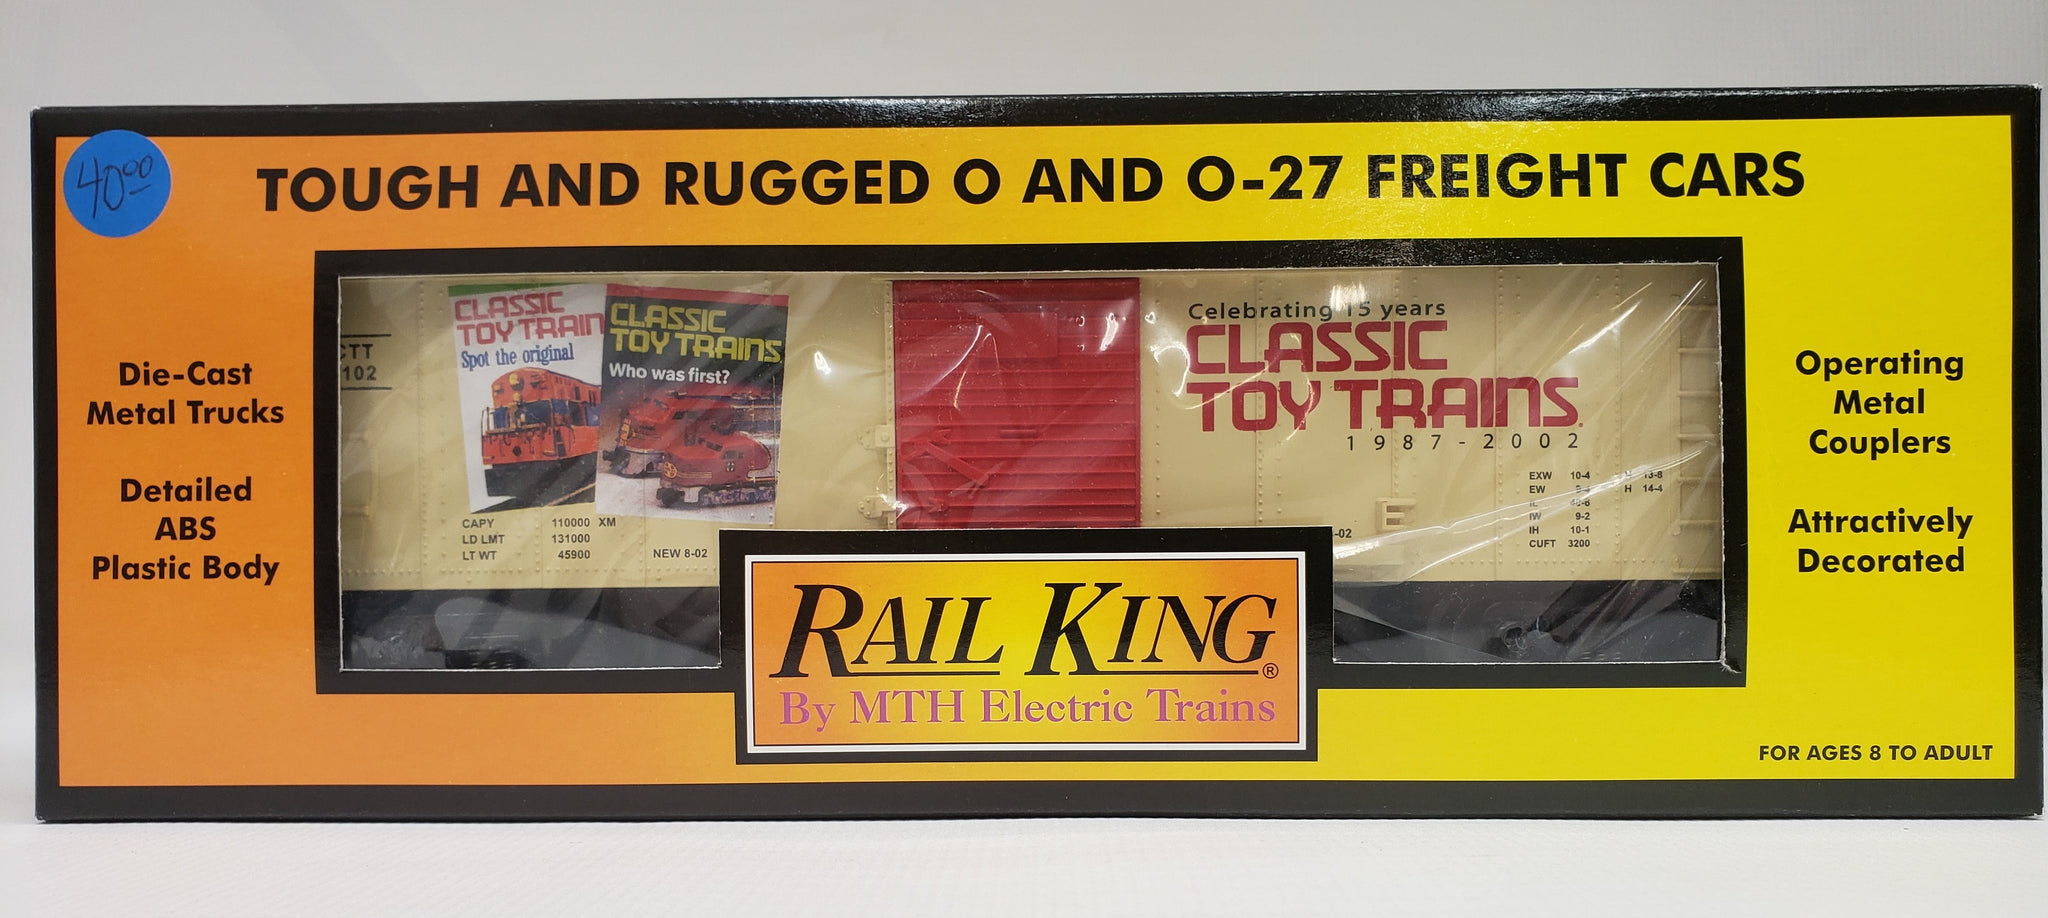 40.00
TOUGH AND RUGGED O AND O-27 FREIGHT CARS
Die-Cast
Metal Trucks
Detailed
ABS
Plastic Body
CTT
102
CLASSIC
TOY TRAIN
Spot the original
CLASSIC
TOY TRAINS
Who was first?
CAPY 110000 XM
LD LMT 131000
LT WT 45900 NEW 8-02
Celebrating 15 years
CLASSIC
TOY TRAINS.
1987-2002
EXW 10-4 H 13-8
EW H 14-4
IL
IW 9-2
IH 10-1
CUFT 3200
-02
E
Operating
Metal
Couplers
Attractively
Decorated
RAIL KING®
By MTH Electric Trains
FOR AGES 8 TO ADULT